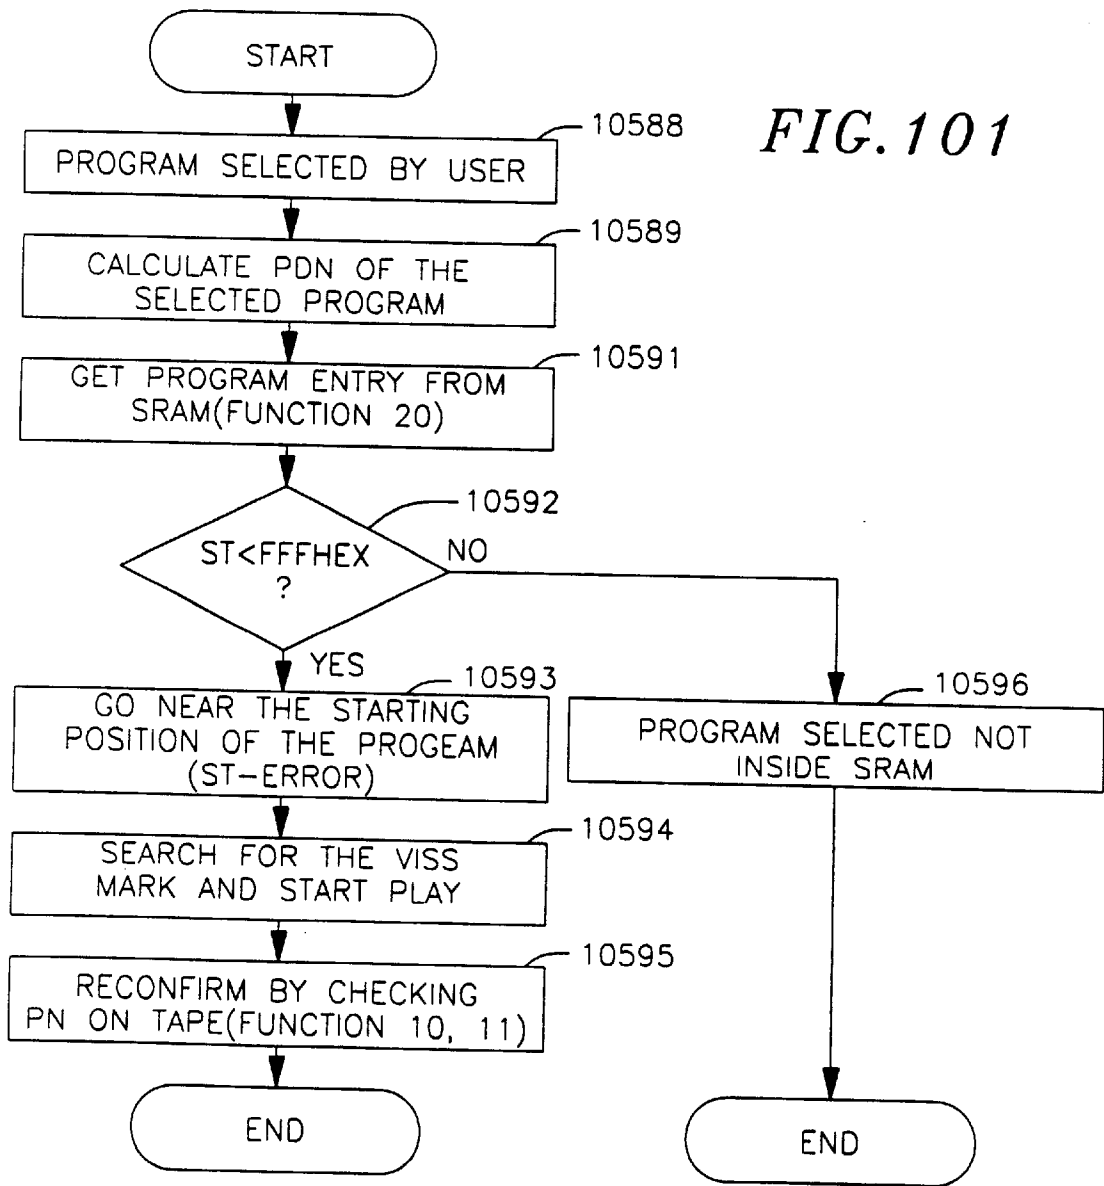 START
FIG.101
10588
PROGRAM SELECTED BY USER
10589
CALCULATE PDN OF THE
SELECTED PROGRAM
10591
GET PROGRAM ENTRY FROM
SRAM(FUNCTION 20)
10592
ST<FFFHEX
?
NO
YES
10593
GO NEAR THE STARTING
POSITION OF THE PROGEAM
(ST-ERROR)
10596
PROGRAM SELECTED NOT
INSIDE SRAM
10594
SEARCH FOR THE VISS
MARK AND START PLAY
10595
RECONFIRM BY CHECKING
PN ON TAPE(FUNCTION 10, 11)
END
END